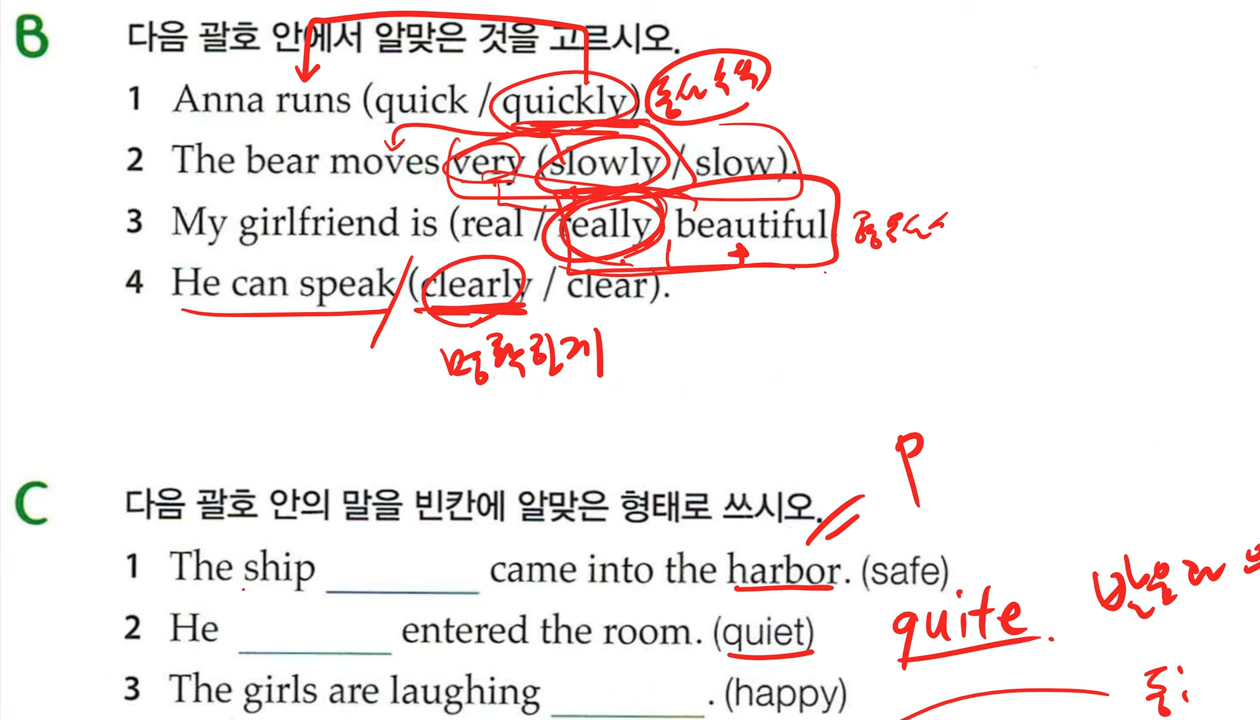 B 다음 괄호 안에서 알맞은 것을 고르시오.
1 Anna runs (quick / quickly).
2 The bear moves very (slowly / slow).
3 My girlfriend is (real / really) beautiful
4 He can speak (clearly / clear).
명확하게
P
C 다음 괄호 안의 말을 빈칸에 알맞은 형태로 쓰시오.
1 The ship ________ came into the harbor. (safe)
2 He ________ entered the room. (quiet)
quite.
3 The girls are laughing ________. (happy)